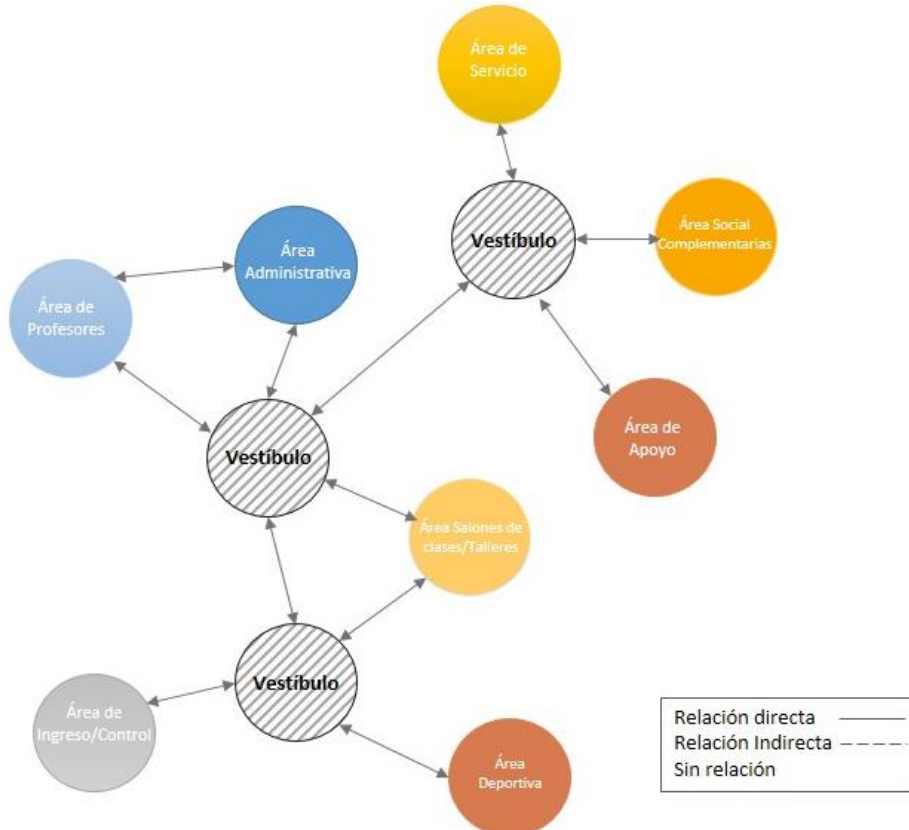 Área de
Servicio
Vestíbulo
Área Social
Complementarias
Área
Administrativa
Área de
Profesores
Área de
Apoyo
Vestíbulo
Área Salones de
clases/Talleres
Vestíbulo
Área de
Ingreso/Control
Área
Deportiva
Relación directa
Relación Indirecta
Sin relación